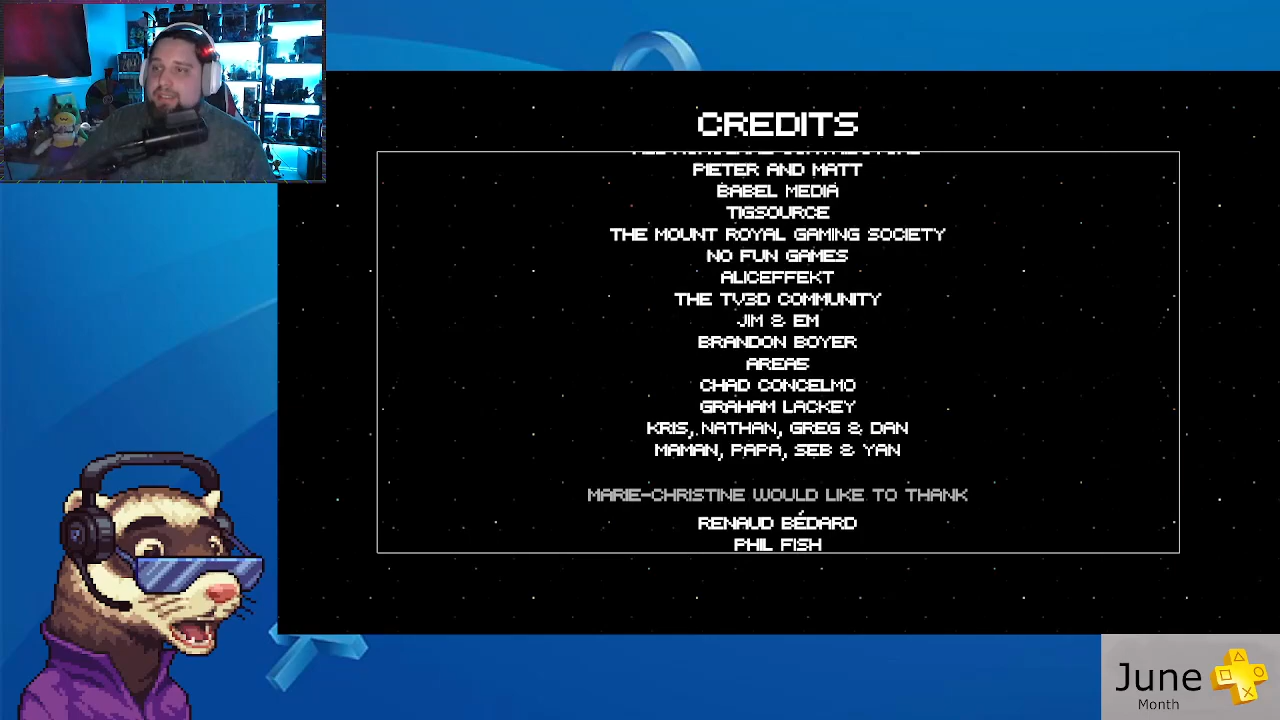 CREDITS
PIETER AND MATT
BABEL MEDIA
TIGSOURCE
THE MOUNT ROYAL GAMING SOCIETY
NO FUN GAMES
ALICEFFEKT
THE TV3D COMMUNITY
JIM & EM
BRANDON BOYER
AREA5
CHAD CONCELMO
GRAHAM LACKEY
KRIS, NATHAN, GREG & DAN
MAMAN, PAPA, SEB & YAN
MARIE-CHRISTINE WOULD LIKE TO THANK
RENAUD BÉDARD
PHIL FISH
June
Month